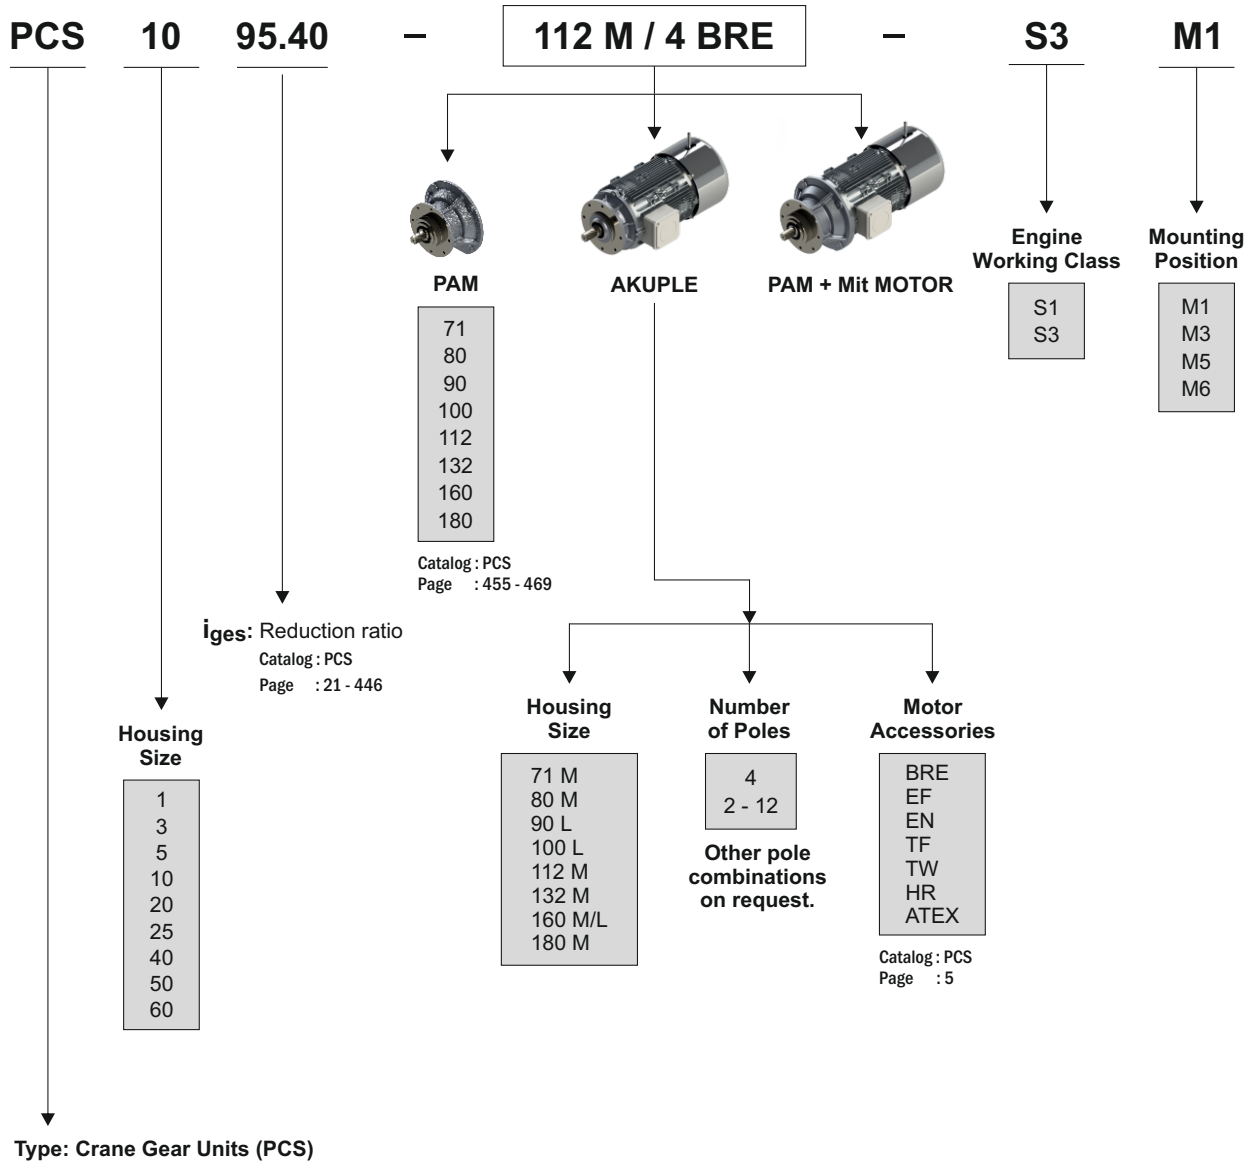 PCS 10 95.40 – 112 M / 4 BRE – S3 M1
PAM
71
80
90
100
112
132
160
180
Catalog : PCS
Page : 455 - 469
AKUPLE
PAM + Mit MOTOR
Engine
Working Class
S1
S3
Mounting
Position
M1
M3
M5
M6
iges: Reduction ratio
Catalog : PCS
Page : 21 - 446
Housing
Size
1
3
5
10
20
25
40
50
60
Housing
Size
71 M
80 M
90 L
100 L
112 M
132 M
160 M/L
180 M
Number
of Poles
4
2 - 12
Other pole
combinations
on request.
Motor
Accessories
BRE
EF
EN
TF
TW
HR
ATEX
Catalog : PCS
Page : 5
Type: Crane Gear Units (PCS)